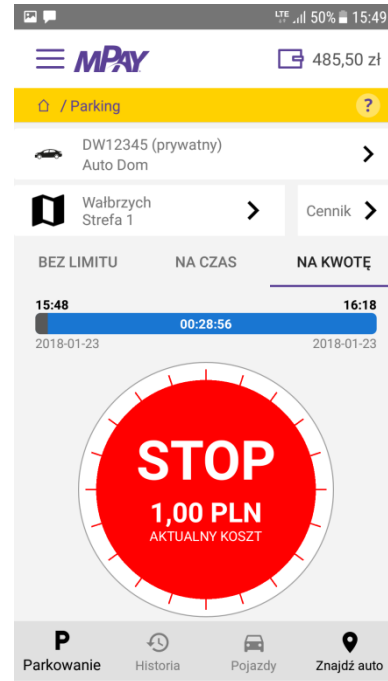 LTE 50% 15:49
mPAY 485,50 zł
/ Parking ?
DW12345 (prywatny)
Auto Dom
Wałbrzych
Strefa 1
Cennik
BEZ LIMITU NA CZAS NA KWOTĘ
15:48 16:18
00:28:56
2018-01-23 2018-01-23
STOP
1,00 PLN
AKTUALNY KOSZT
P
Parkowanie Historia Pojazdy Znajdź auto